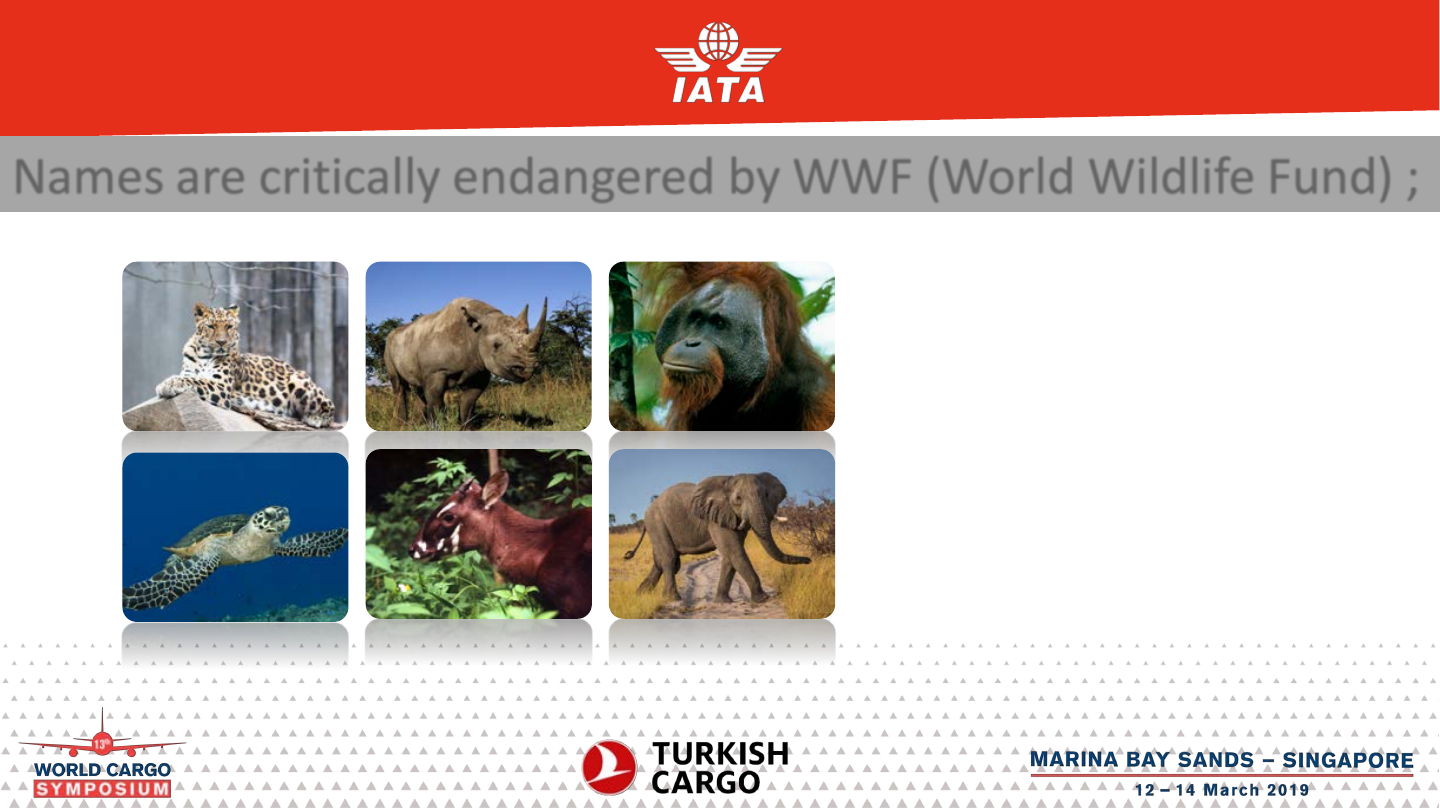 IATA
Names are critically endangered by WWF (World Wildlife Fund) ;
13th
WORLD CARGO
SYMPOSIUM
TURKISH
CARGO
MARINA BAY SANDS – SINGAPORE
12 – 14 March 2019